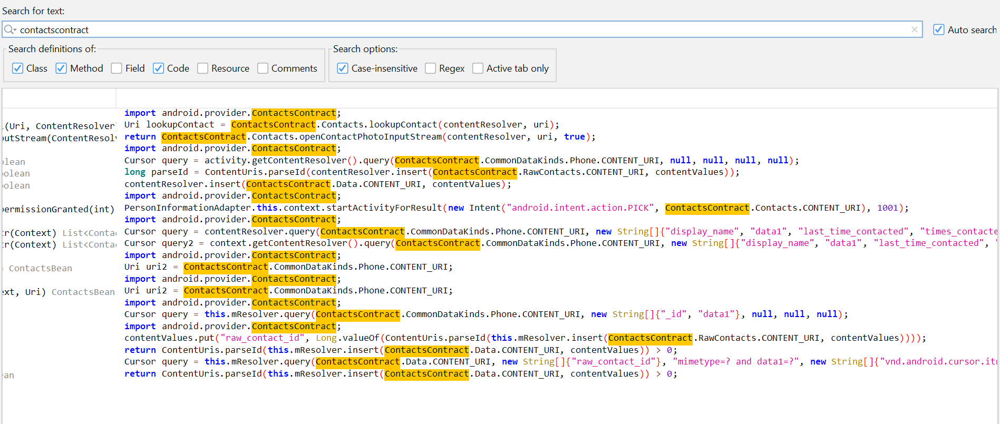 Search for text:
contactscontract
Auto search
Search definitions of:
Search options:
Class Method Field Code Resource Comments
Case-insensitive Regex Active tab only
import android.provider.ContactsContract;
(Uri, ContentResolver) Uri lookupContact = ContactsContract.Contacts.lookupContact(contentResolver, uri);
utStream(ContentResolv return ContactsContract.Contacts.openContactPhotoInputStream(contentResolver, uri, true);
import android.provider.ContactsContract;
olean Cursor query = activity.getContentResolver().query(ContactsContract.CommonDataKinds.Phone.CONTENT_URI, null, null, null, null);
oolean long parseId = ContentUris.parseId(contentResolver.insert(ContactsContract.RawContacts.CONTENT_URI, contentValues));
oolean contentResolver.insert(ContactsContract.Data.CONTENT_URI, contentValues);
import android.provider.ContactsContract;
permissionGranted(int) PersonInformationAdapter.this.context.startActivityForResult(new Intent("android.intent.action.PICK", ContactsContract.Contacts.CONTENT_URI), 1001);
import android.provider.ContactsContract;
tr(Context) List<Contac Cursor query = contentResolver.query(ContactsContract.CommonDataKinds.Phone.CONTENT_URI, new String[]{"display_name", "data1", "last_time_contacted", "times_contacte
tr(Context) List<Contac Cursor query2 = context.getContentResolver().query(ContactsContract.CommonDataKinds.Phone.CONTENT_URI, new String[]{"display_name", "data1", "last_time_contacted", "
import android.provider.ContactsContract;
ContactsBean Uri uri2 = ContactsContract.CommonDataKinds.Phone.CONTENT_URI;
import android.provider.ContactsContract;
ext, Uri) ContactsBean Uri uri2 = ContactsContract.CommonDataKinds.Phone.CONTENT_URI;
import android.provider.ContactsContract;
Cursor query = this.mResolver.query(ContactsContract.CommonDataKinds.Phone.CONTENT_URI, new String[]{"_id", "data1"}, null, null, null);
import android.provider.ContactsContract;
contentValues.put("raw_contact_id", Long.valueOf(ContentUris.parseId(this.mResolver.insert(ContactsContract.RawContacts.CONTENT_URI, contentValues))));
return ContentUris.parseId(this.mResolver.insert(ContactsContract.Data.CONTENT_URI, contentValues)) > 0;
Cursor query = this.mResolver.query(ContactsContract.Data.CONTENT_URI, new String[]{"raw_contact_id"}, "mimetype=? and data1=?", new String[]{"vnd.android.cursor.ite
ean return ContentUris.parseId(this.mResolver.insert(ContactsContract.Data.CONTENT_URI, contentValues)) > 0;